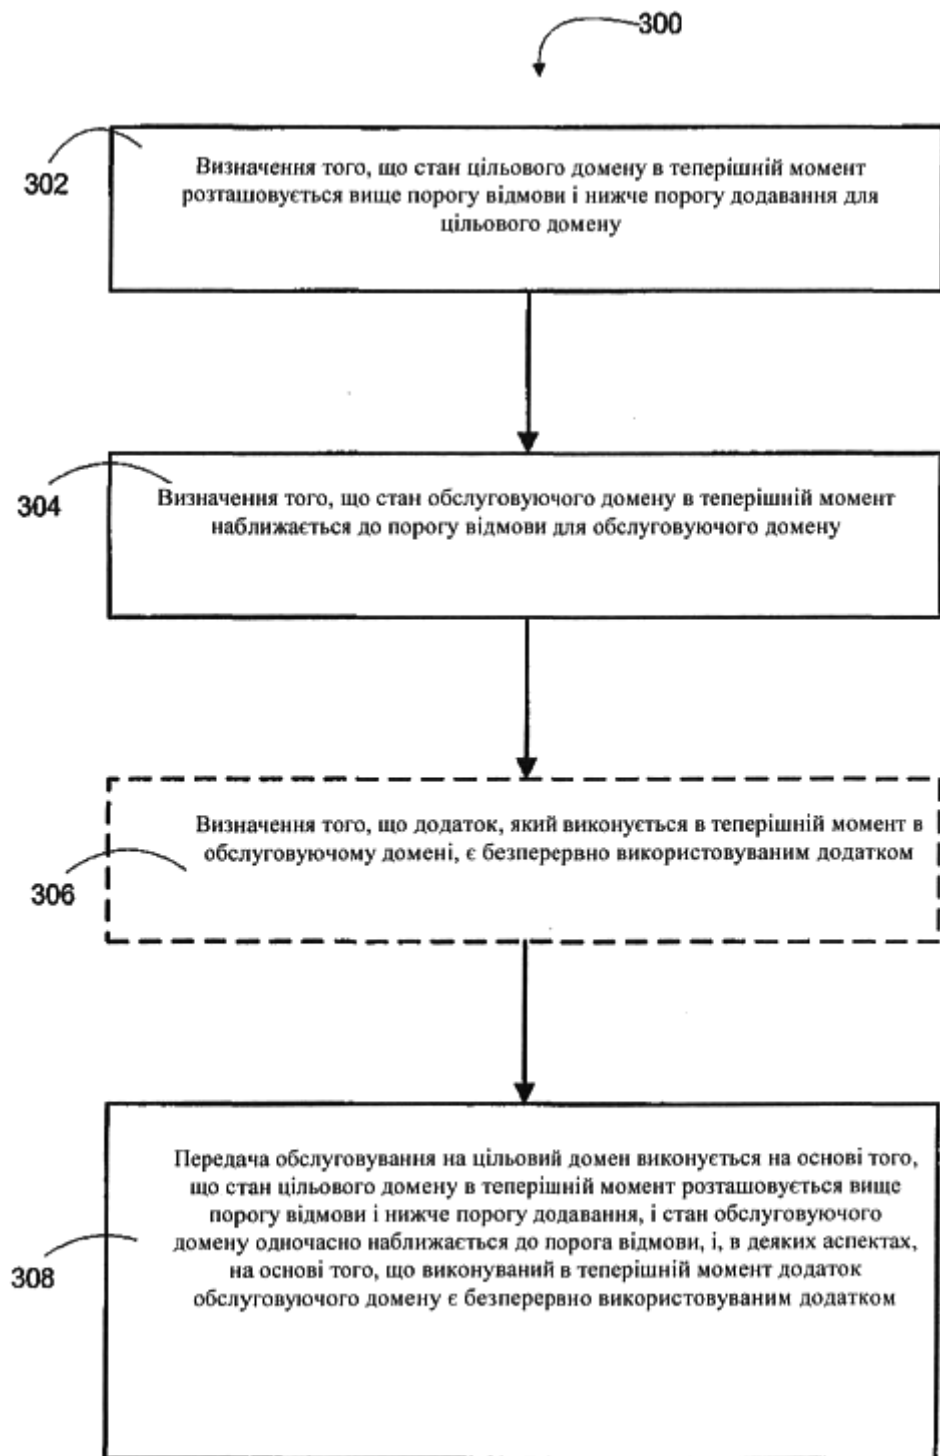 300
302
Визначення того, що стан цільового домену в теперішній момент
розташовується вище порогу відмови і нижче порогу додавання для
цільового домену
304
Визначення того, що стан обслуговуючого домену в теперішній момент
наближається до порогу відмови для обслуговуючого домену
306
Визначення того, що додаток, який виконується в теперішній момент в
обслуговуючому домені, є безперервно використовуваним додатком
308
Передача обслуговування на цільовий домен виконується на основі того,
що стан цільового домену в теперішній момент розташовується вище
порогу відмови і нижче порогу додавання, і стан обслуговуючого
домену одночасно наближається до порога відмови, і, в деяких аспектах,
на основі того, що виконуваний в теперішній момент додаток
обслуговуючого домену є безперервно використовуваним додатком